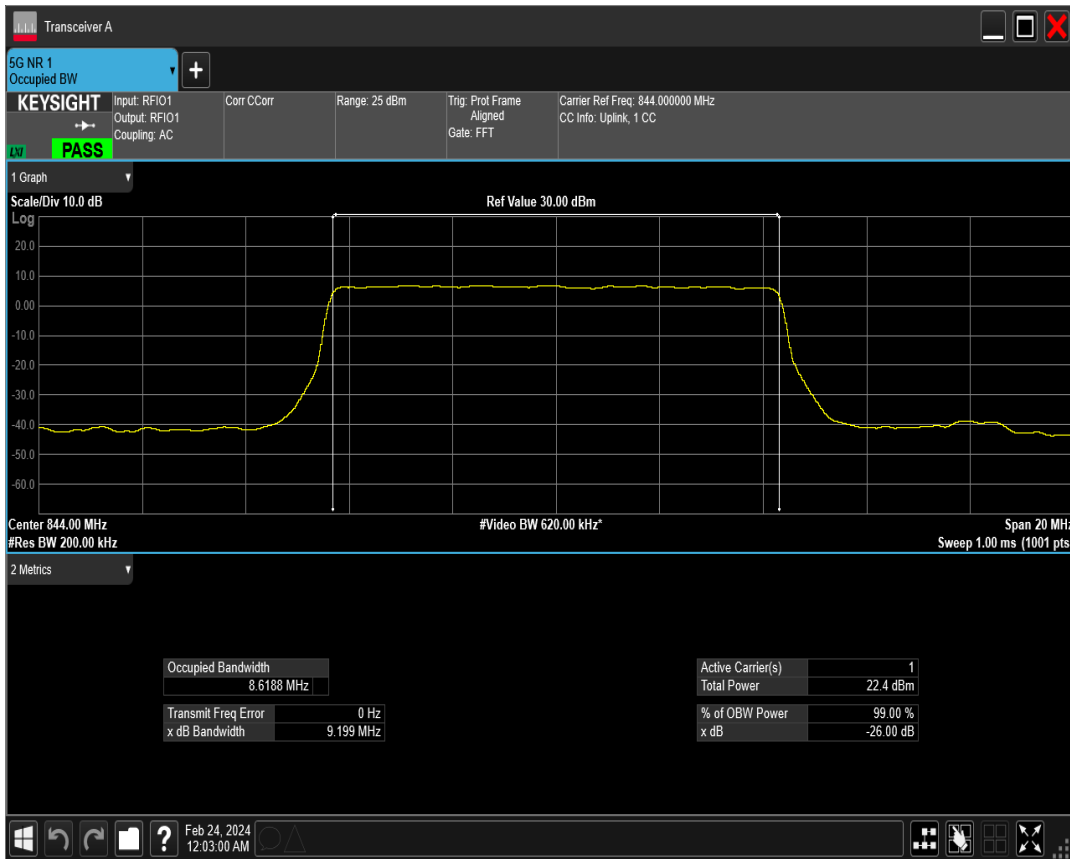 Transceiver A
5G NR 1
Occupied BW
KEYSIGHT
Input: RFIO1
Output: RFIO1
Coupling: AC
Corr CCorr
Range: 25 dBm
Trig: Prot Frame
Aligned
Gate: FFT
Carrier Ref Freq: 844.000000 MHz
CC Info: Uplink, 1 CC
LXI
PASS
1 Graph
Scale/Div 10.0 dB
Ref Value 30.00 dBm
Log
20.0
10.0
0.00
-10.0
-20.0
-30.0
-40.0
-50.0
-60.0
Center 844.00 MHz
#Video BW 620.00 kHz*
Span 20 MHz
#Res BW 200.00 kHz
Sweep 1.00 ms (1001 pts
2 Metrics
Occupied Bandwidth
8.6188 MHz
Transmit Freq Error 0 Hz
x dB Bandwidth 9.199 MHz
Active Carrier(s) 1
Total Power 22.4 dBm
% of OBW Power 99.00 %
x dB -26.00 dB
Feb 24, 2024
12:03:00 AM